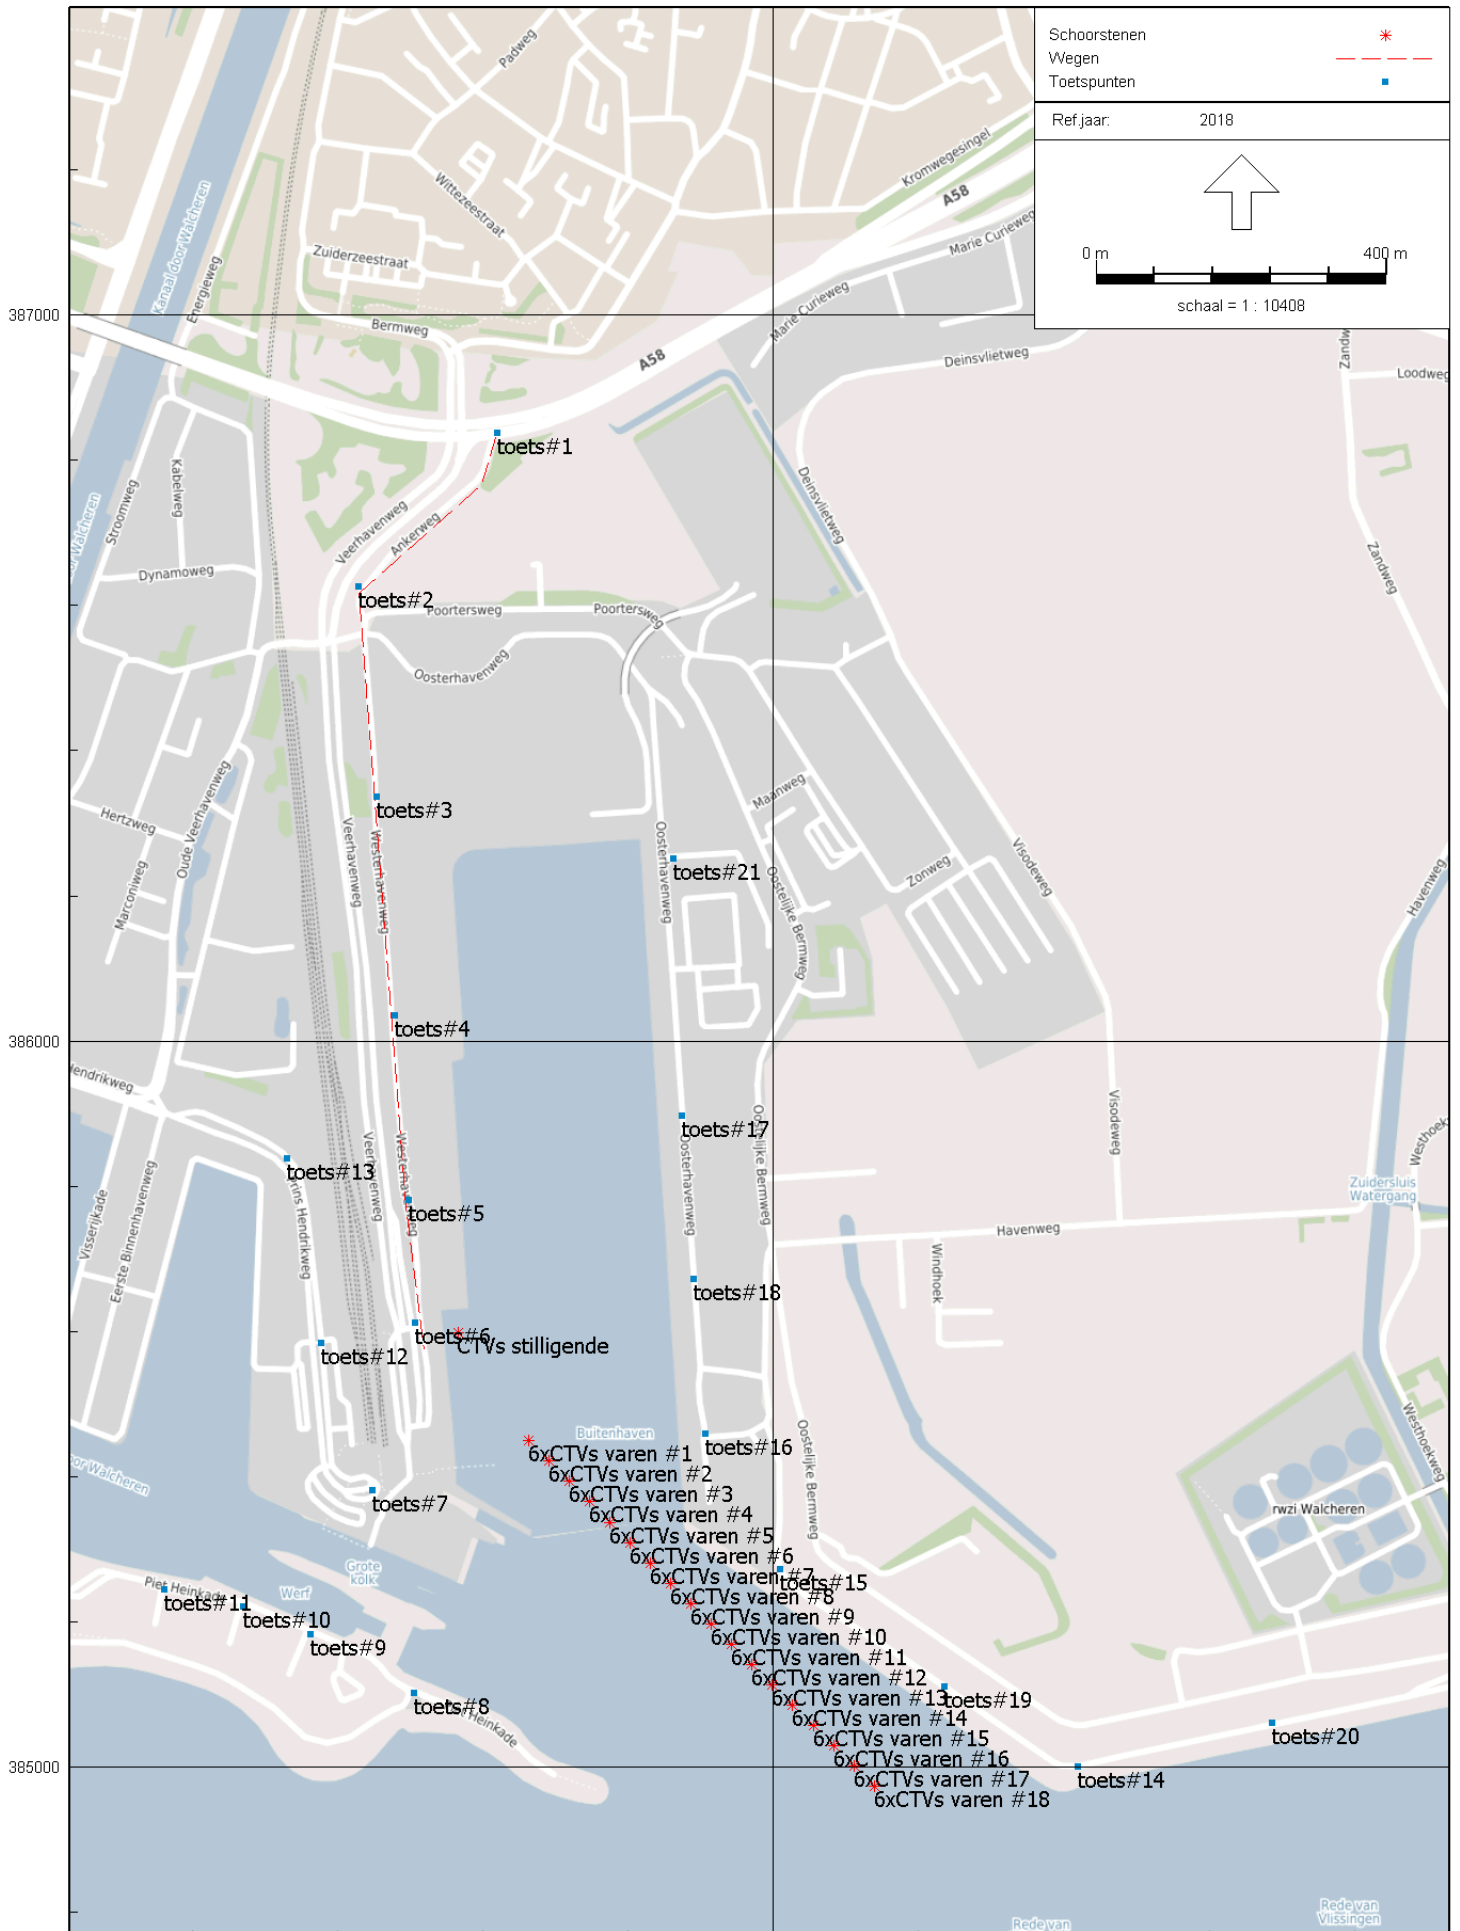 Schoorstenen
Wegen
Toetspunten
Ref.jaar: 2018
0 m 400 m
schaal = 1 : 10408
387000
386000
385000
Padweg
Wittezeestraat
Zuiderzeestraat
Kromwegesingel
A58
Marie Curieweg
Marie Curieweg
Kanaal door Walcheren
Energieweg
Bermweg
A58
Deinsvlietweg
Loodweg
toets#1
Kabelweg
Stroomweg
Veerhavenweg
Ankerweg
Deinsvlietweg
Zandweg
Dynamoweg
toets#2
Poortersweg
Poortersweg
Oosterhavenweg
Hertzweg
Oude Veerhavenweg
toets#3
Maanweg
Veerhavenweg
Westerhavenweg
Oosterhavenweg
toets#21
Zonweg
Visodeweg
Marconiweg
Oostelijke Bermweg
Havenweg
toets#4
Hendrikweg
toets#17
Oosterhavenweg
Oostelijke Bermweg
Visodeweg
Westhoek
toets#13
Prins Hendrikweg
Veerhavenweg
toets#5
Visserijkade
Eerste Binnenhavenweg
Zuidersluis
Watergang
Havenweg
Windhoek
toets#18
toets#6
CTVs stilligende
toets#12
Buitenhaven
toets#16
Oostelijke Bermweg
Westhoekweg
door Walcheren
toets#7
rwzi Walcheren
6xCTVs varen #1
6xCTVs varen #2
6xCTVs varen #3
6xCTVs varen #4
6xCTVs varen #5
6xCTVs varen #6
6xCTVs varen #7
6xCTVs varen #8
6xCTVs varen #9
6xCTVs varen #10
6xCTVs varen #11
6xCTVs varen #12
6xCTVs varen #13
6xCTVs varen #14
6xCTVs varen #15
6xCTVs varen #16
6xCTVs varen #17
6xCTVs varen #18
toets#15
Grote
kolk
Piet Heinkade
Werf
toets#11
toets#10
toets#9
toets#8
Piet Heinkade
toets#19
toets#20
toets#14
Rede van
Vlissingen
Rede van